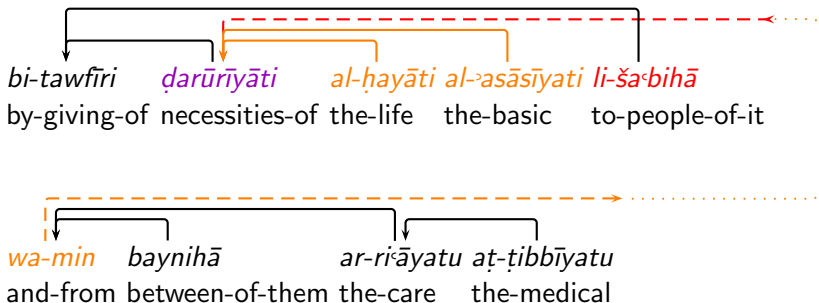 bi-tawfīri ḍarūrīyāti al-ḥayāti al-ʾasāsīyati li-šaʿbihā
by-giving-of necessities-of the-life the-basic to-people-of-it
wa-min baynihā ar-riʿāyatu aṭ-ṭibbīyatu
and-from between-of-them the-care the-medical